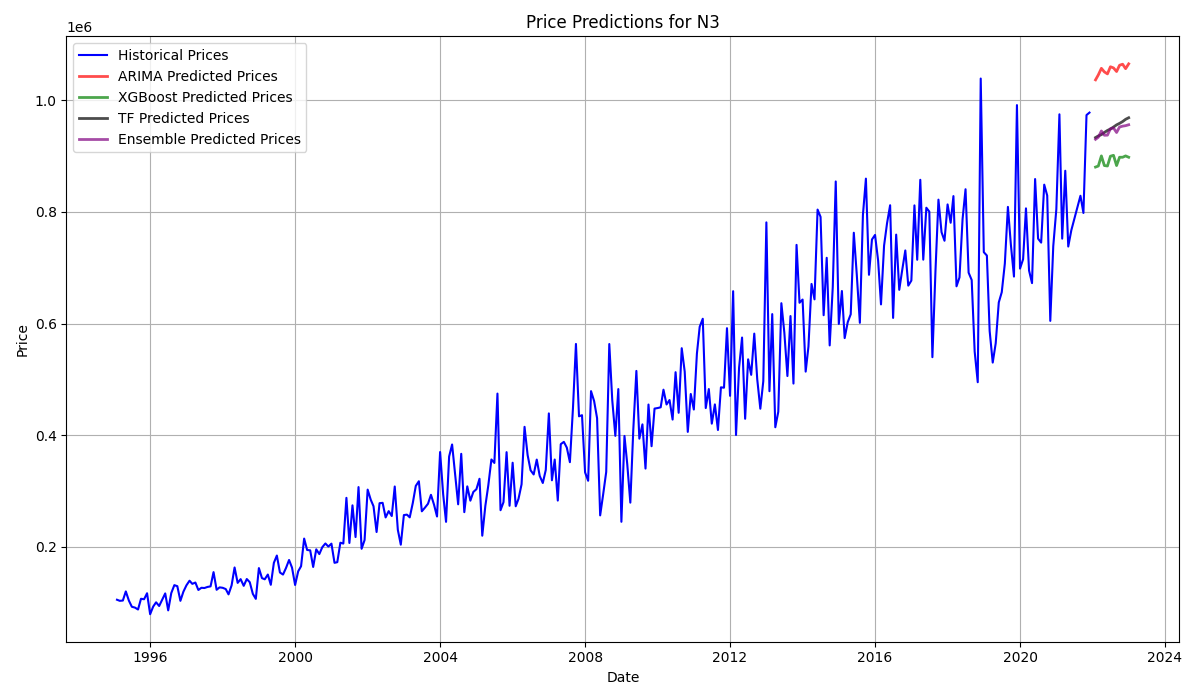 Price Predictions for N3
1e6
Historical Prices
ARIMA Predicted Prices
XGBoost Predicted Prices
TF Predicted Prices
Ensemble Predicted Prices
1.0
0.8
0.6
0.4
0.2
Price
1996 2000 2004 2008 2012 2016 2020 2024
Date